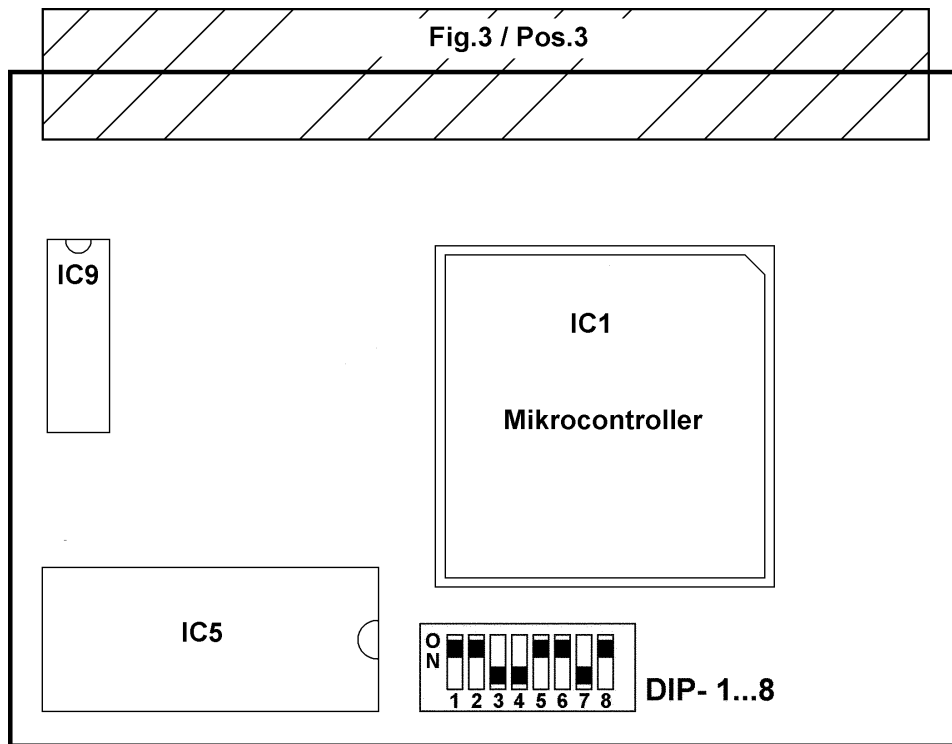 Fig.3 / Pos.3
IC9
IC1
Mikrocontroller
IC5
ON
1 2 3 4 5 6 7 8
DIP- 1...8